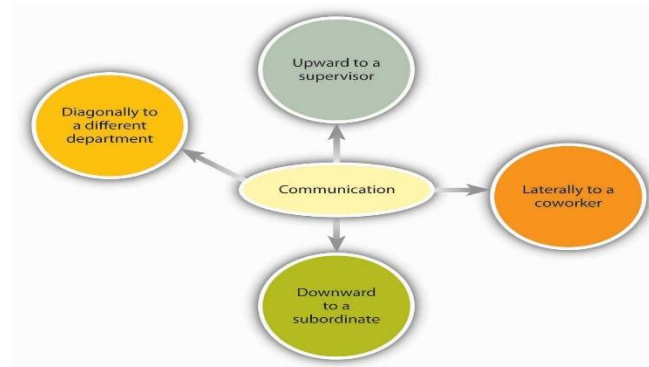 Upward to a
supervisor
Diagonally to
a different
department
Communication
Laterally to a
coworker
Downward
to a
subordinate